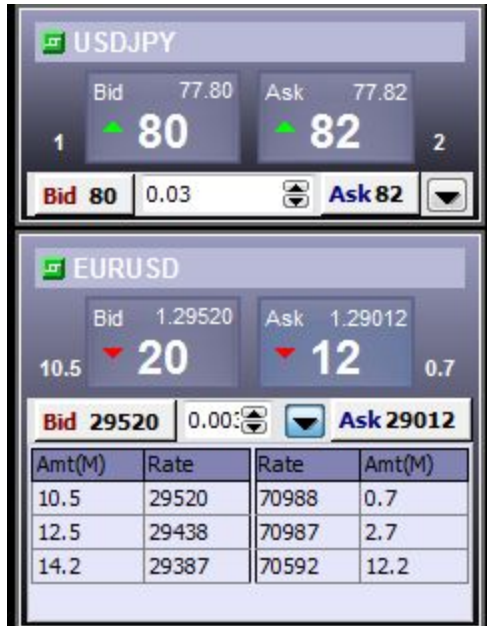 USDJPY
Bid 77.80 Ask 77.82
1 80 82 2
Bid 80 0.03 Ask 82
EURUSD
Bid 1.29520 Ask 1.29012
10.5 20 12 0.7
Bid 29520 0.003 Ask 29012
Amt(M) Rate Rate Amt(M)
10.5 29520 70988 0.7
12.5 29438 70987 2.7
14.2 29387 70592 12.2